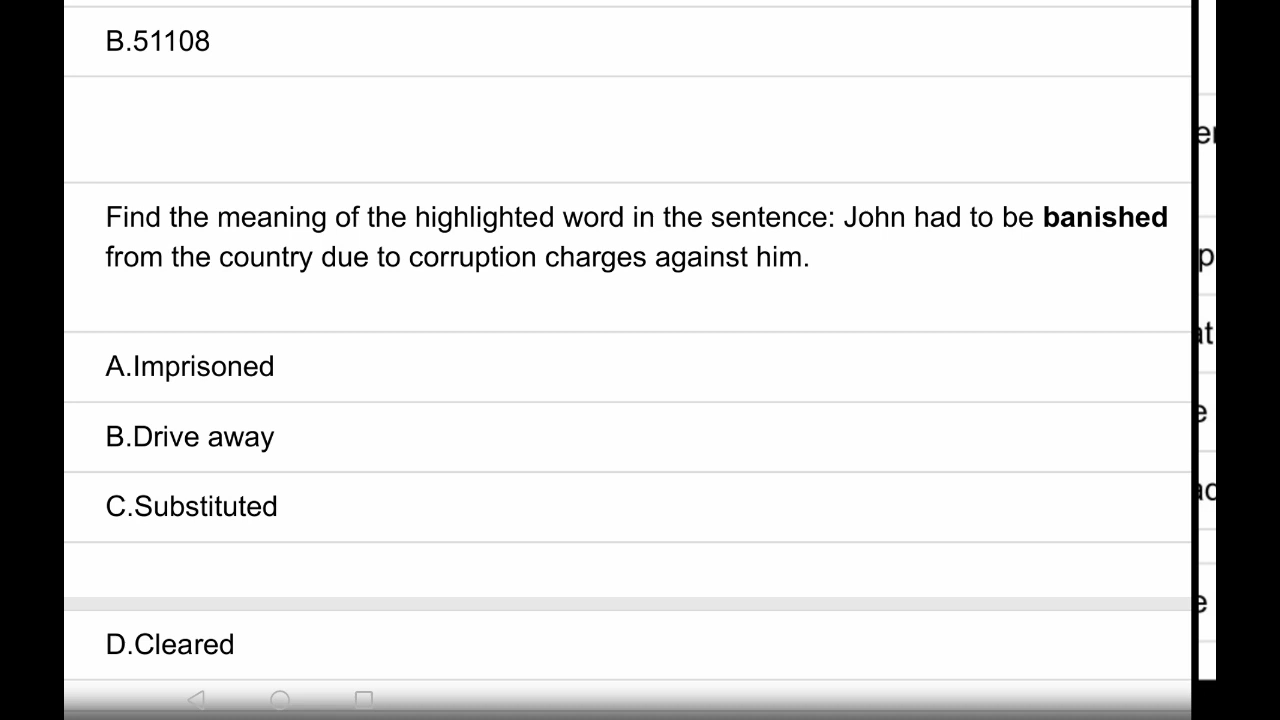 B.51108
Find the meaning of the highlighted word in the sentence: John had to be banished
from the country due to corruption charges against him.
A.Imprisoned
B.Drive away
C.Substituted
D.Cleared